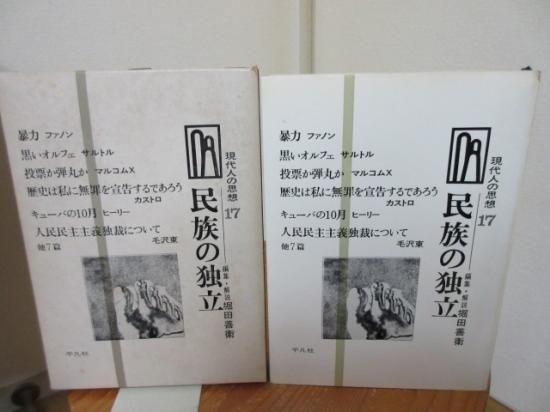 現代人の思想 17
民族の独立
編集・解説 堀田善衛
暴力 ファノン
黒いオルフェ サルトル
投票か弾丸か マルコムX
歴史は私に無罪を宣告するであろう
カストロ
キューバの10月 ヒーリー
人民民主主義独裁について
毛沢東
他7篇
平凡社
現代人の思想 17
民族の独立
編集・解説 堀田善衛
暴力 ファノン
黒いオルフェ サルトル
投票か弾丸か マルコムX
歴史は私に無罪を宣告するであろう
カストロ
キューバの10月 ヒーリー
人民民主主義独裁について
毛沢東
他7篇
平凡社